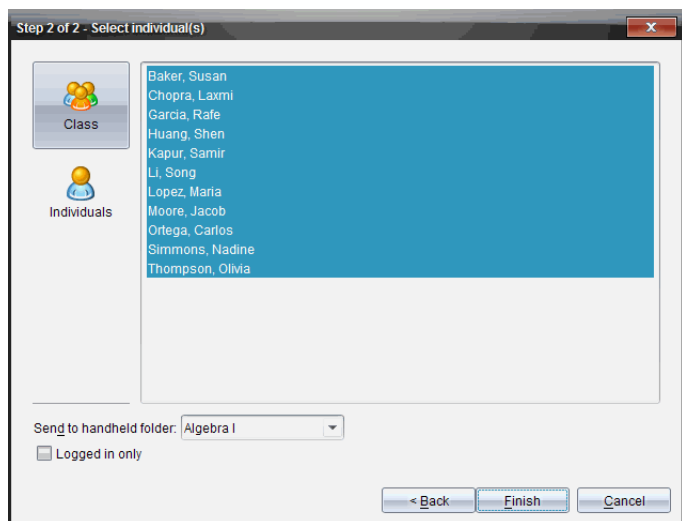 Step 2 of 2 - Select individual(s)
Class
Individuals
Baker, Susan
Chopra, Laxmi
Garcia, Rafe
Huang, Shen
Kapur, Samir
Li, Song
Lopez, Maria
Moore, Jacob
Ortega, Carlos
Simmons, Nadine
Thompson, Olivia
Send to handheld folder: Algebra I
Logged in only
< Back Finish Cancel